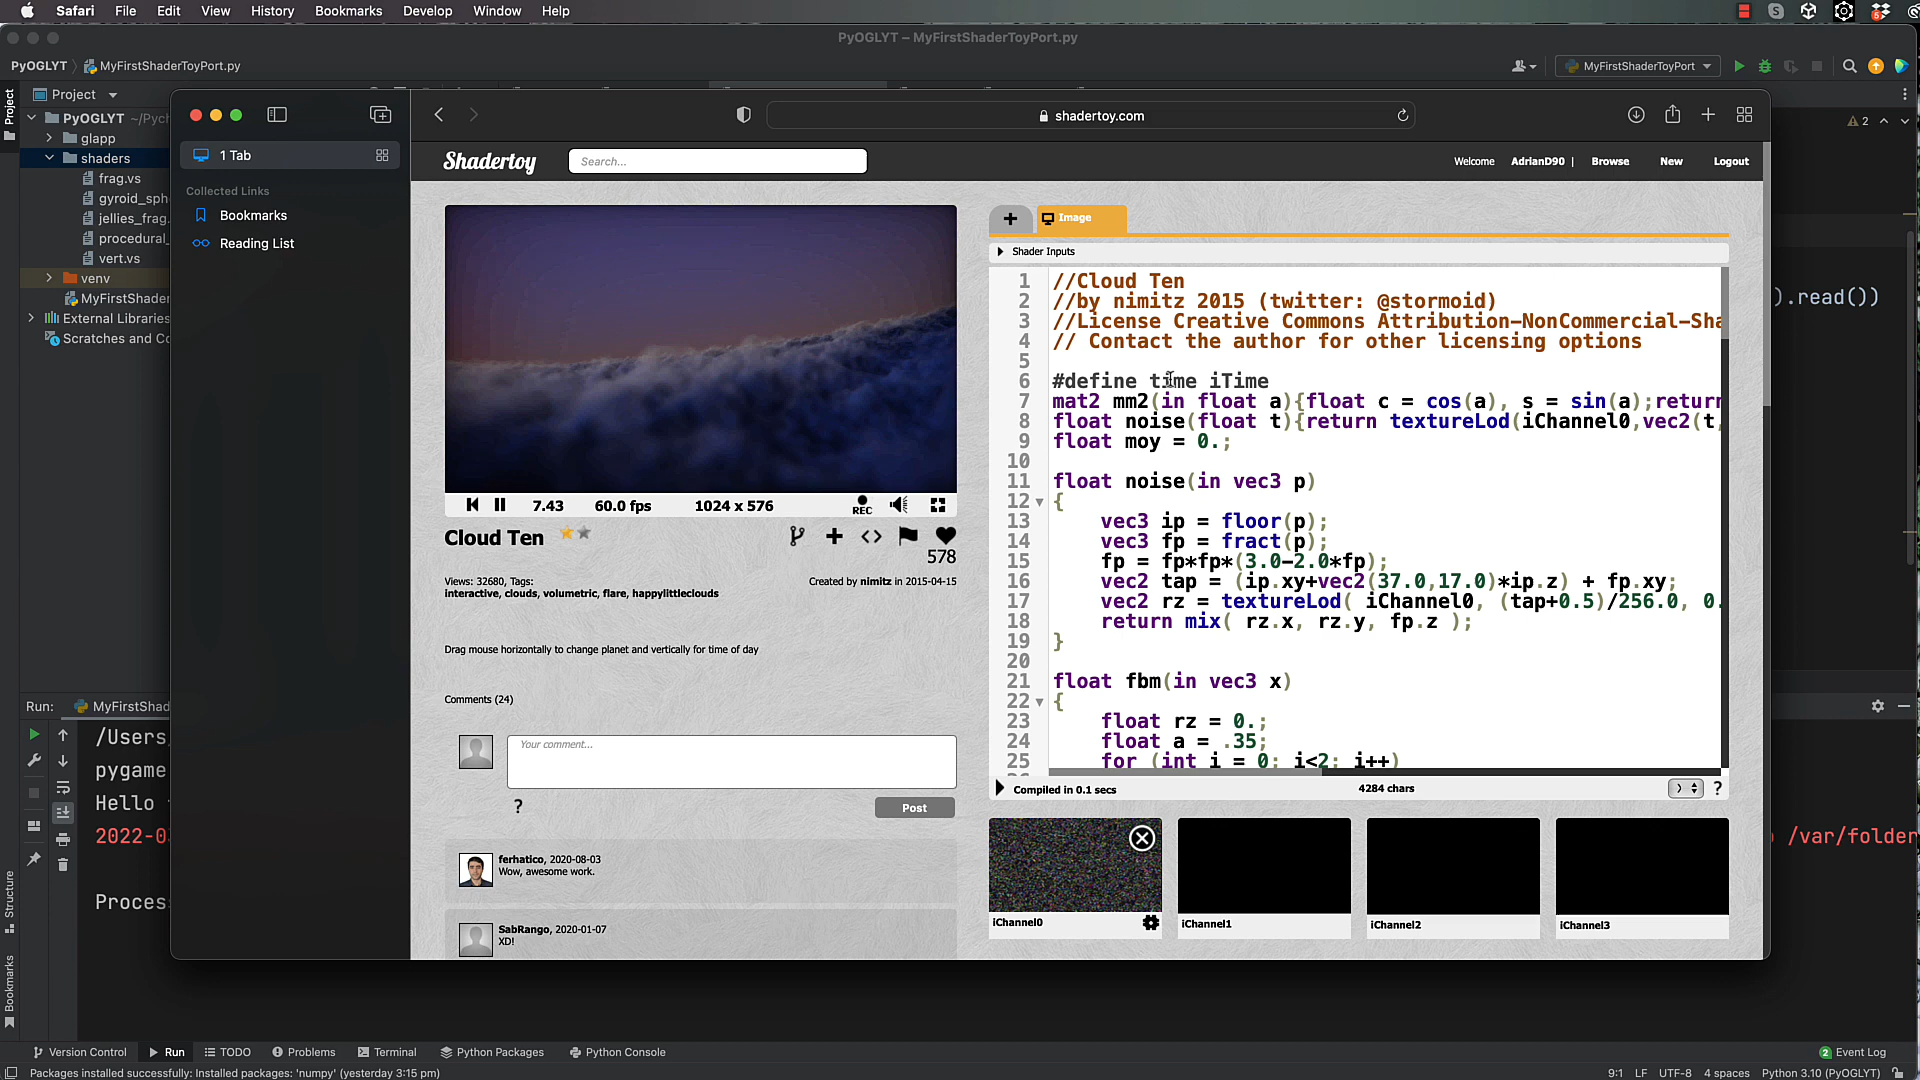 Safari File Edit View History Bookmarks Develop Window Help
PyOGLYT – MyFirstShaderToyPort.py
PyOGLYT MyFirstShaderToyPort.py
MyFirstShaderToyPort
Project
Project
PyOGLYT ~/Pych
glapp
shaders
frag.vs
gyroid_sph
jellies_frag.
procedural_
vert.vs
venv
MyFirstShader
External Libraries
Scratches and Co
2
).read())
shadertoy.com
1 Tab
Collected Links
Bookmarks
Reading List
Shadertoy
Search...
Welcome AdrianD90 | Browse New Logout
7.43 60.0 fps 1024 x 576 REC
Cloud Ten
578
Views: 32680, Tags:
interactive, clouds, volumetric, flare, happylittleclouds
Created by nimitz in 2015-04-15
Drag mouse horizontally to change planet and vertically for time of day
Comments (24)
Your comment...
?
Post
ferhatico, 2020-08-03
Wow, awesome work.
SabRango, 2020-01-07
XD!
+ Image
Shader Inputs
1 //Cloud Ten
2 //by nimitz 2015 (twitter: @stormoid)
3 //License Creative Commons Attribution-NonCommercial-Sha
4 // Contact the author for other licensing options
5
6 #define time iTime
7 mat2 mm2(in float a){float c = cos(a), s = sin(a);return
8 float noise(float t){return textureLod(iChannel0,vec2(t,
9 float moy = 0.;
10
11 float noise(in vec3 p)
12 {
13 vec3 ip = floor(p);
14 vec3 fp = fract(p);
15 fp = fp*fp*(3.0-2.0*fp);
16 vec2 tap = (ip.xy+vec2(37.0,17.0)*ip.z) + fp.xy;
17 vec2 rz = textureLod( iChannel0, (tap+0.5)/256.0, 0.
18 return mix( rz.x, rz.y, fp.z );
19 }
20
21 float fbm(in vec3 x)
22 {
23 float rz = 0.;
24 float a = .35;
25 for (int i = 0; i<2; i++)
Compiled in 0.1 secs 4284 chars ?
iChannel0 iChannel1 iChannel2 iChannel3
Run: MyFirstShad
/Users
pygame
Hello
2022-0
/var/folder
Proces
Structure
Bookmarks
Version Control Run TODO Problems Terminal Python Packages Python Console 2 Event Log
Packages installed successfully: Installed packages: 'numpy' (yesterday 3:15 pm) 9:1 LF UTF-8 4 spaces Python 3.10 (PyOGLYT)